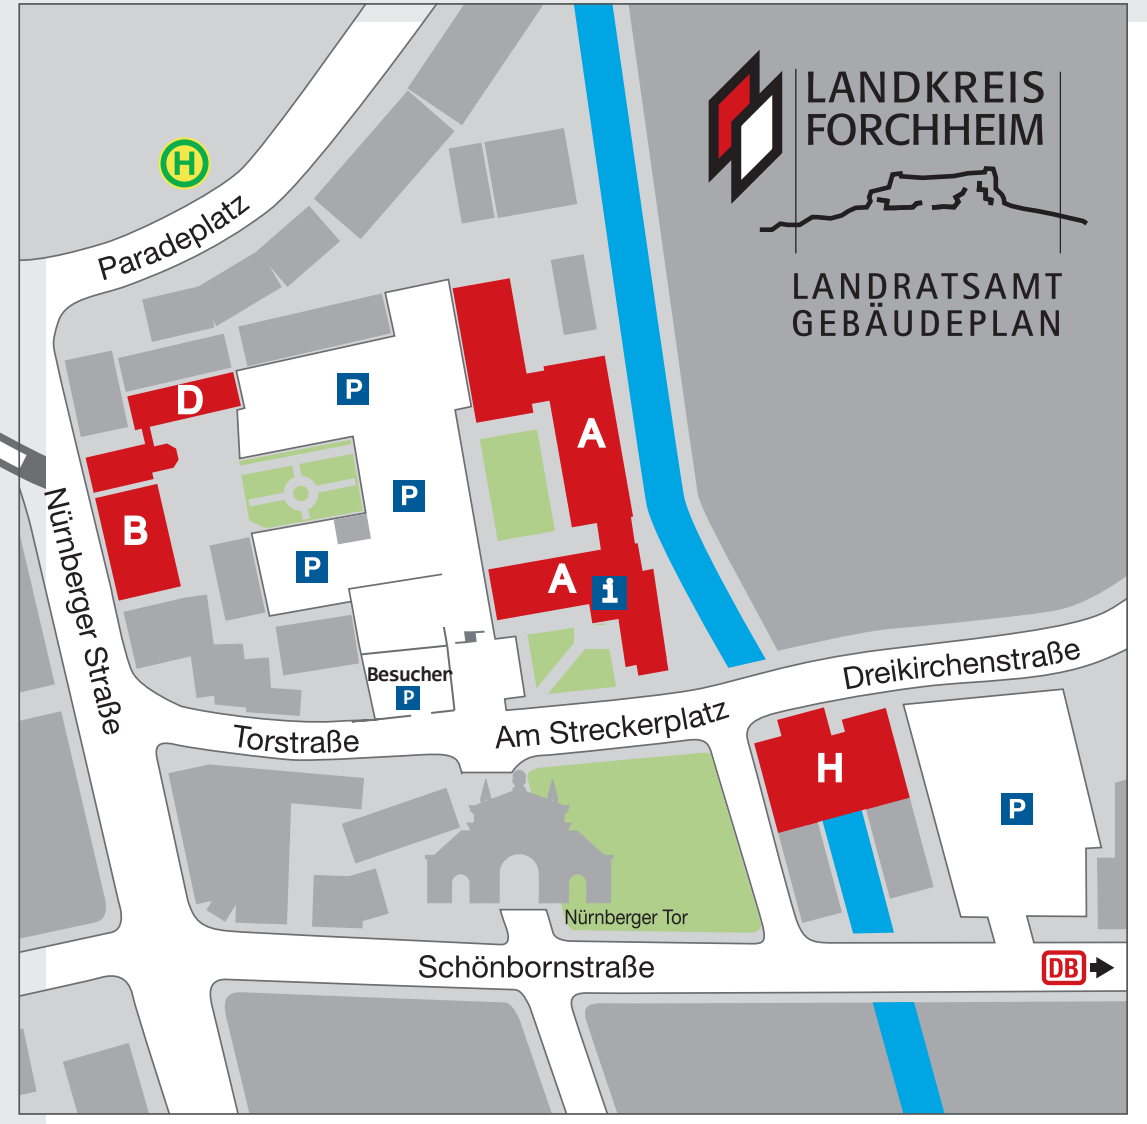 LANDKREIS
FORCHHEIM
LANDRATSAMT
GEBÄUDEPLAN
H
Paradeplatz
P
D
A
P
B
P
A
i
Nürnberger Straße
Besucher
P
Dreikirchenstraße
Am Streckerplatz
Torstraße
H
P
Nürnberger Tor
Schönbornstraße
DB